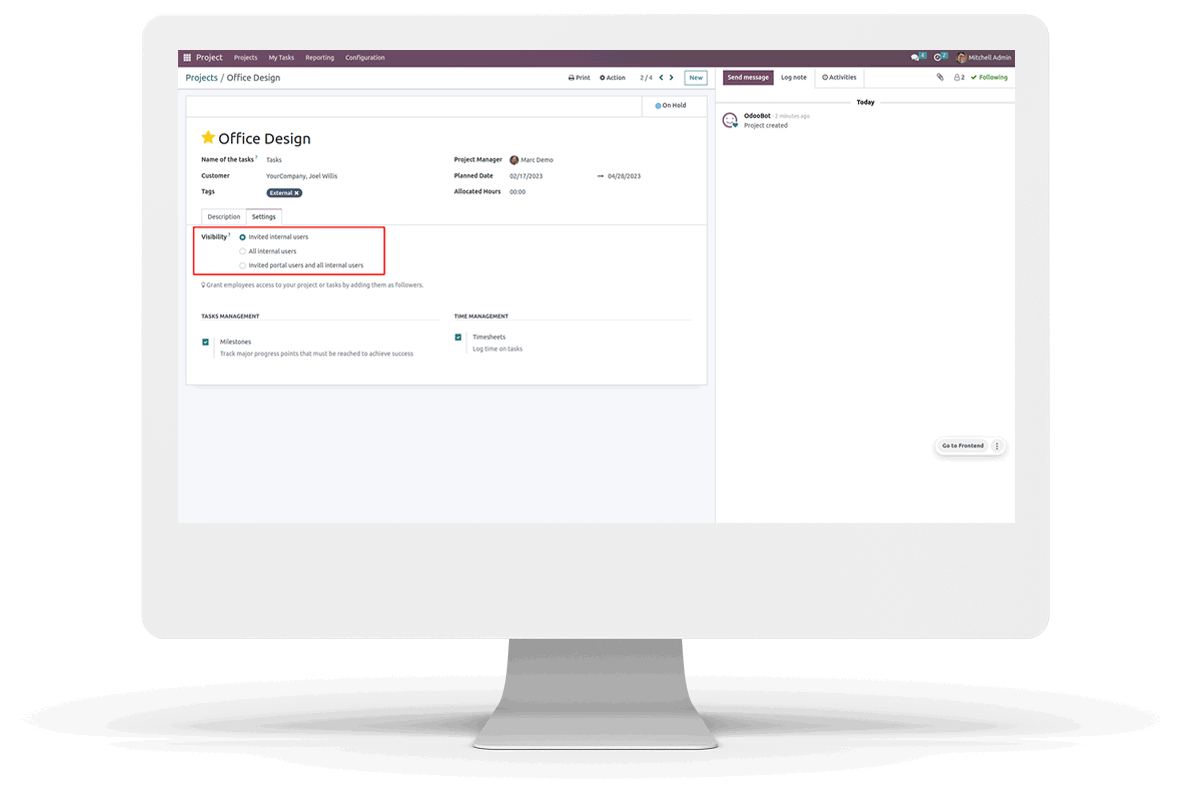 Project Projects My Tasks Reporting Configuration
Mitchell Admin
Projects / Office Design
Print Action 2 / 4 New
Send message Log note Activities 2 Following
On Hold
Today
OdooBot 2 minutes ago
Project created
Office Design
Name of the tasks ? Tasks
Customer YourCompany, Joel Willis
Tags External ✖
Project Manager Marc Demo
Planned Date 02/17/2023 → 04/28/2023
Allocated Hours 00:00
Description Settings
Visibility ? Invited internal users
All internal users
Invited portal users and all internal users
Grant employees access to your project or tasks by adding them as followers.
TASKS MANAGEMENT
Milestones
Track major progress points that must be reached to achieve success
TIME MANAGEMENT
Timesheets
Log time on tasks
Go to Frontend